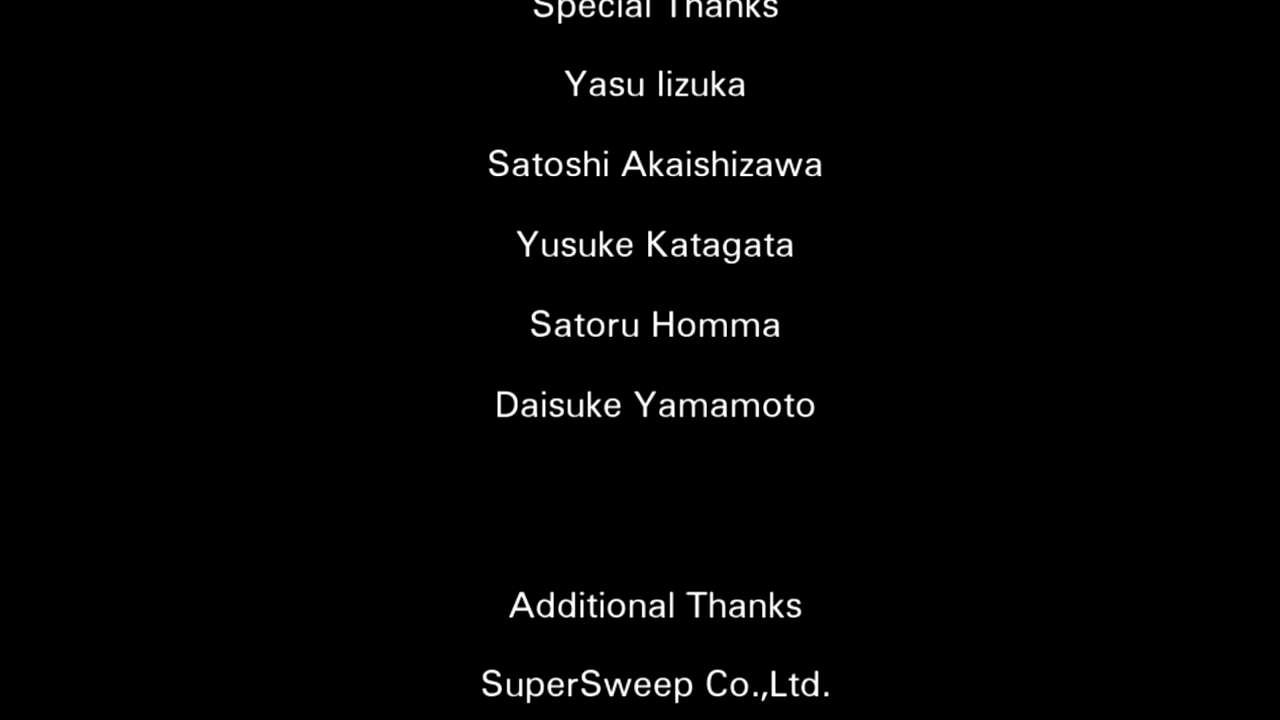 Special Thanks
Yasu Iizuka
Satoshi Akaishizawa
Yusuke Katagata
Satoru Homma
Daisuke Yamamoto
Additional Thanks
SuperSweep Co.,Ltd.